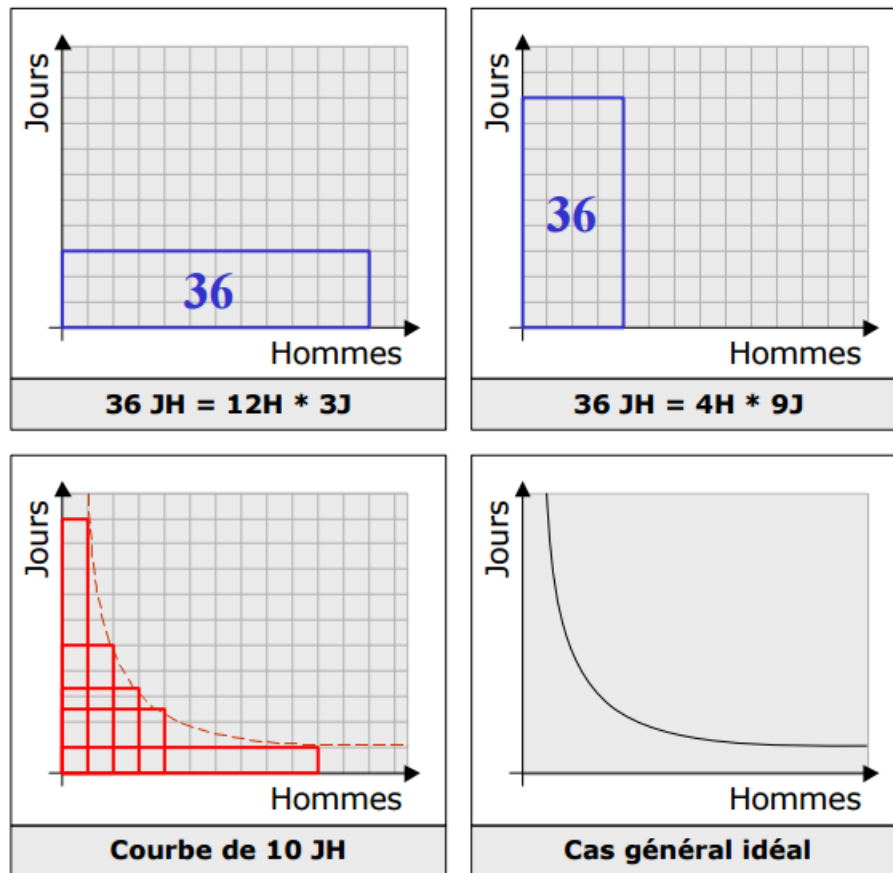 Jours
36
Hommes
36 JH = 12H * 3J
Jours
36
Hommes
36 JH = 4H * 9J
Jours
Hommes
Courbe de 10 JH
Jours
Hommes
Cas général idéal